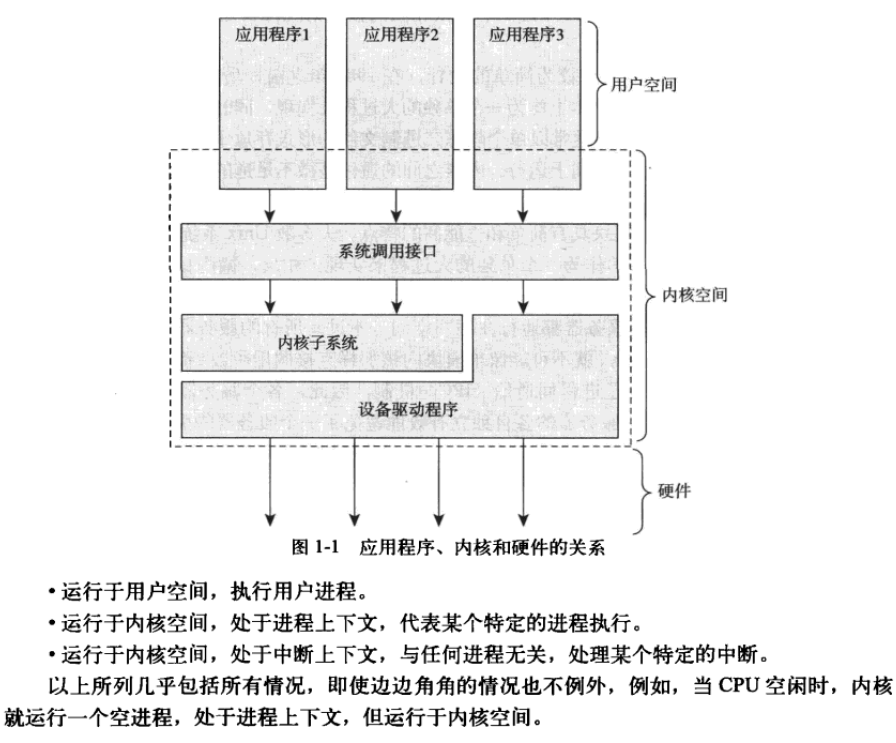 应用程序1
应用程序2
应用程序3
用户空间
系统调用接口
内核子系统
内核空间
设备驱动程序
硬件
图 1-1 应用程序、内核和硬件的关系
• 运行于用户空间，执行用户进程。
• 运行于内核空间，处于进程上下文，代表某个特定的进程执行。
• 运行于内核空间，处于中断上下文，与任何进程无关，处理某个特定的中断。
以上所列几乎包括所有情况，即使边边角角的情况也不例外，例如，当 CPU 空闲时，内核
就运行一个空进程，处于进程上下文，但运行于内核空间。